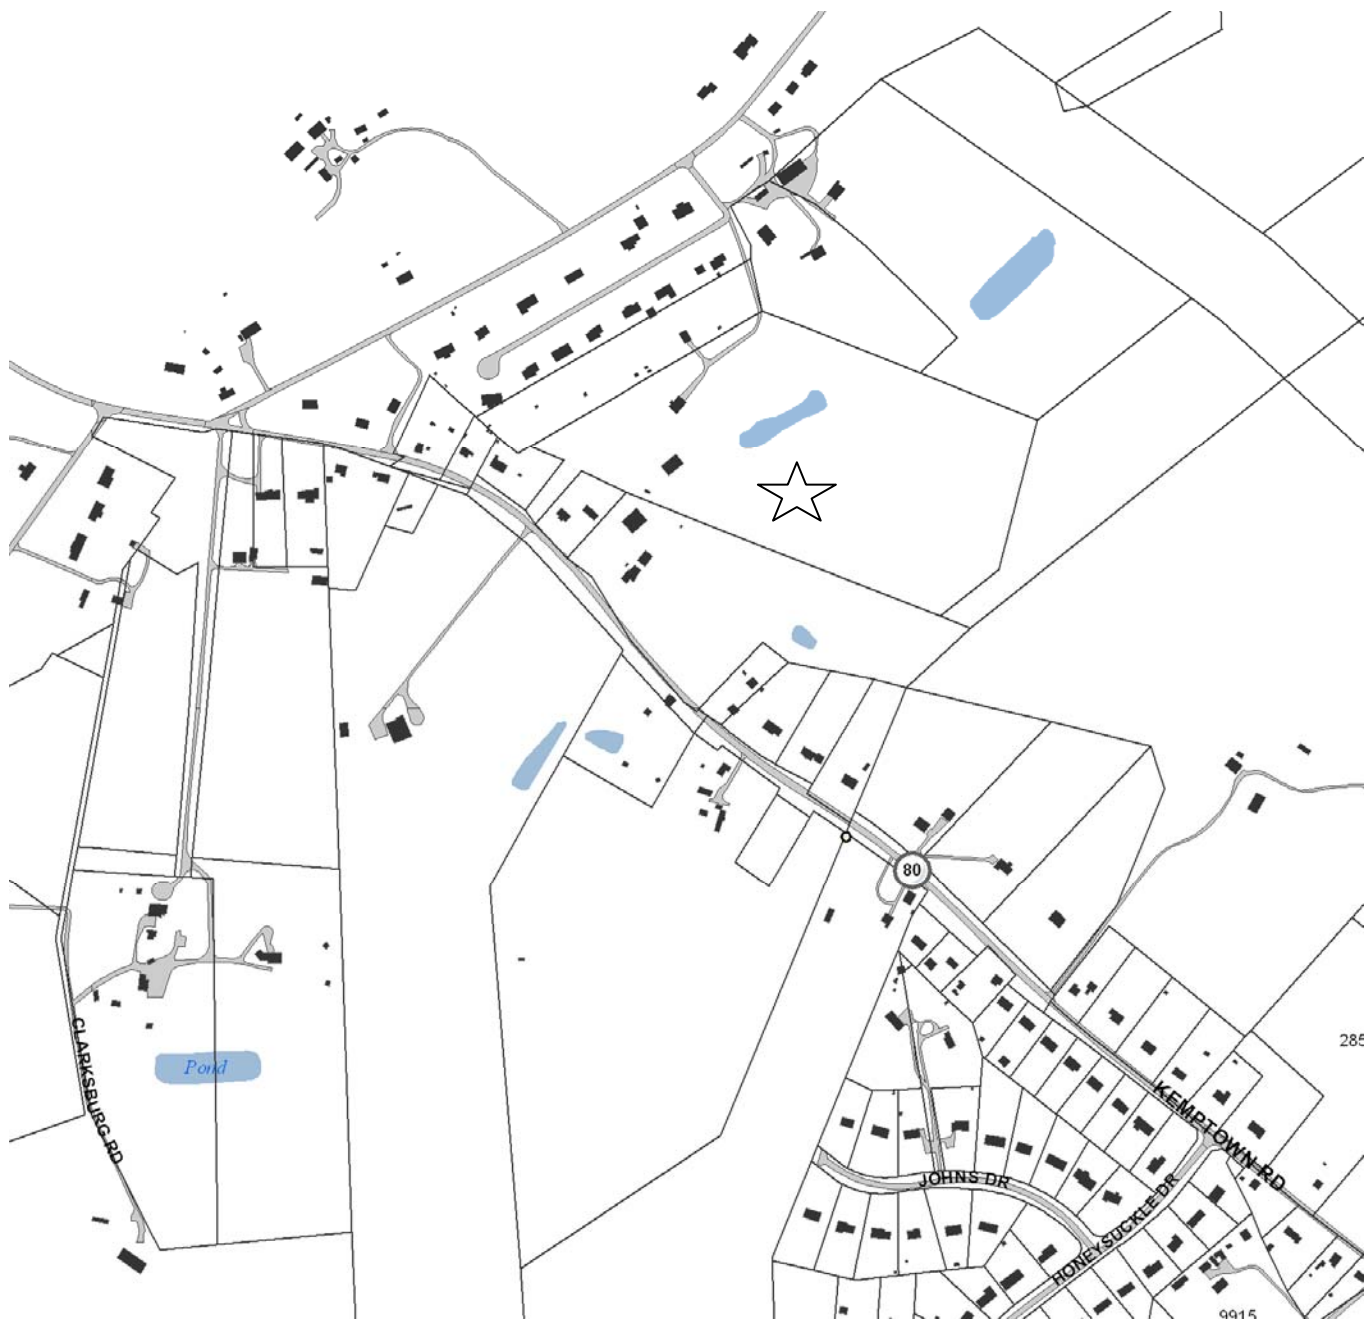 80
285
Pond
CLARKSBURG RD
KEMPTOWN RD
JOHNS DR
HONEYSUCKLE DR
9915